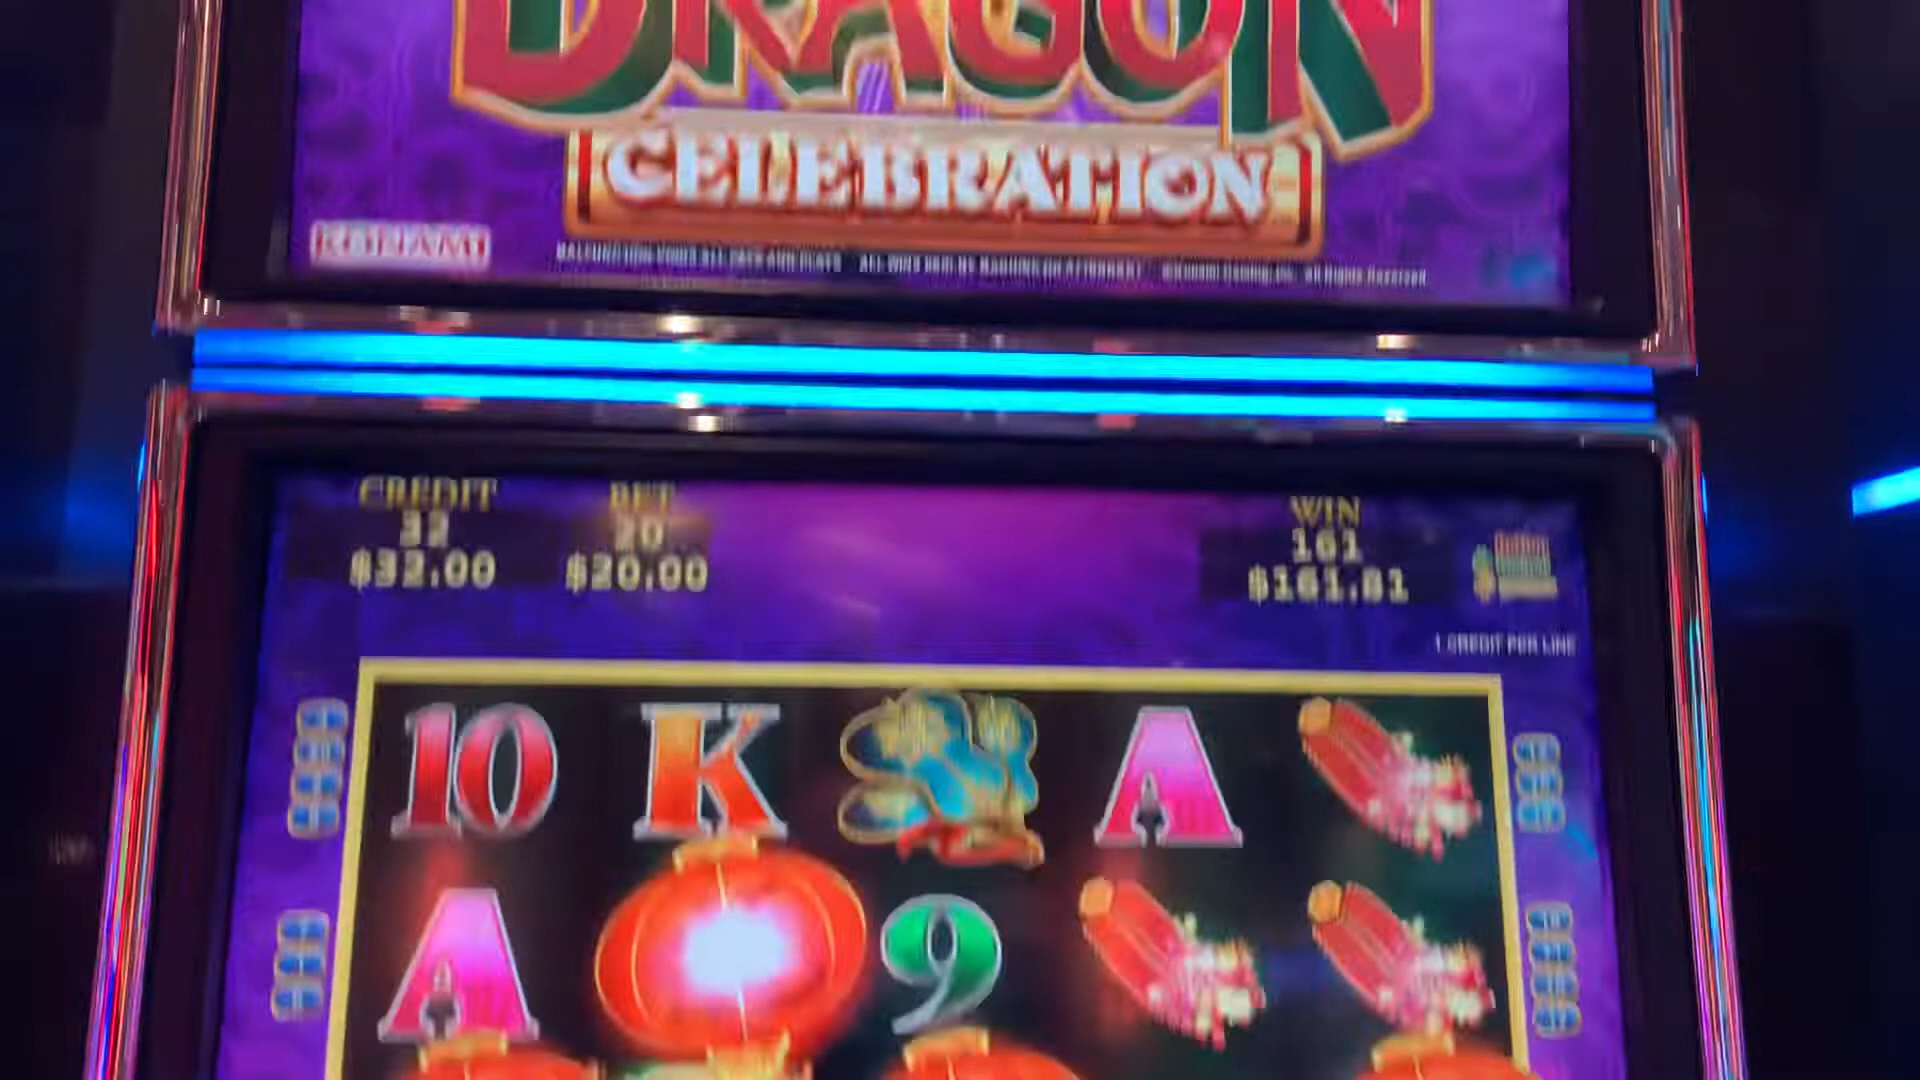 DRAGON
CELEBRATION
KONAMI
CREDIT BET WIN
32 20 161
$32.00 $20.00 $161.81
1 CREDIT PER LINE
10 K A
A 9